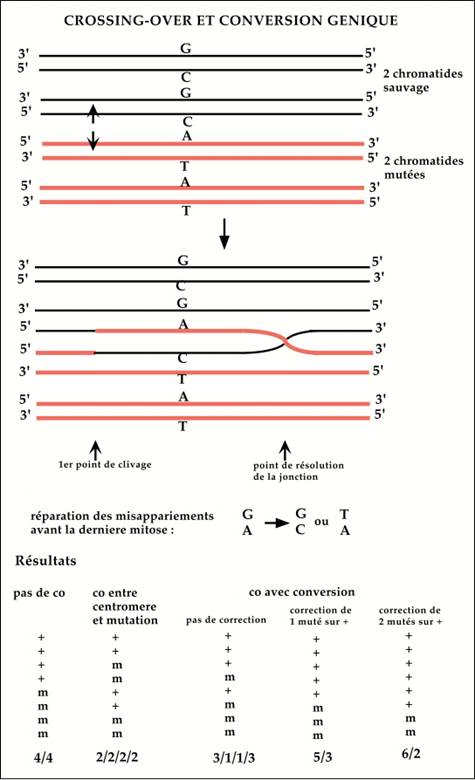 CROSSING-OVER ET CONVERSION GENIQUE
G
3' 5'
5' 3'
C
2 chromatides
sauvage
G
3' 5'
5' 3'
C
A
5' 3'
3' 5'
T
2 chromatides
mutées
A
5' 3'
3' 5'
T
G
3' 5'
5' 3'
C
G
3' 5'
5' A 3'
5' C 3'
3' 5'
T
A
5' 3'
3' 5'
T
1er point de clivage
point de résolution
de la jonction
réparation des misappariements
avant la derniere mitose :
G G ou T
A C A
Résultats
pas de co
co entre
centromere
et mutation
co avec conversion
pas de correction
correction de
1 muté sur +
correction de
2 mutés sur +
+ + + + +
+ + + + +
+ m + + +
+ m m + +
m + + + +
m + m m +
m m m m m
m m m m m
4/4 2/2/2/2 3/1/1/3 5/3 6/2